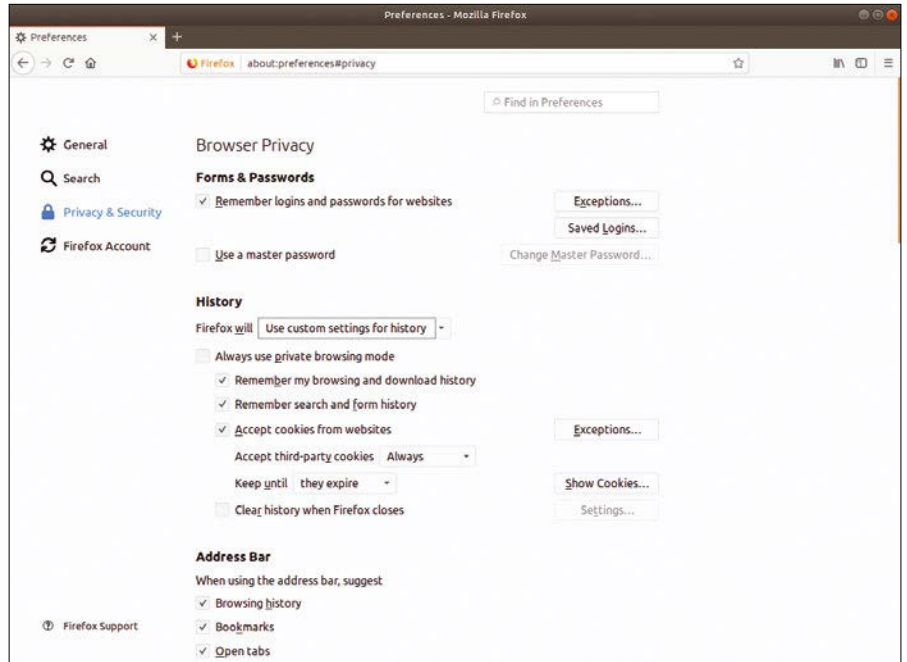 Preferences - Mozilla Firefox
Preferences × +
Firefox about:preferences#privacy
Find in Preferences
General
Search
Privacy & Security
Firefox Account
Firefox Support
Browser Privacy
Forms & Passwords
Remember logins and passwords for websites Exceptions...
Saved Logins...
Use a master password Change Master Password...
History
Firefox will Use custom settings for history
Always use private browsing mode
Remember my browsing and download history
Remember search and form history
Accept cookies from websites Exceptions...
Accept third-party cookies Always
Keep until they expire Show Cookies...
Clear history when Firefox closes Settings...
Address Bar
When using the address bar, suggest
Browsing history
Bookmarks
Open tabs